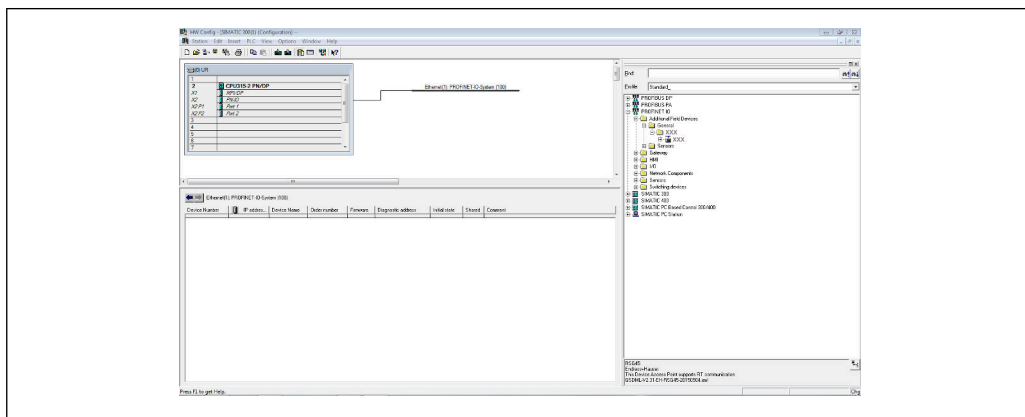 HW Config - [SIMATIC 300(1) (Configuration) --
Station Edit Insert PLC View Options Window Help
(0) UR
1
2 CPU315-2 PN/DP
X1 MPI/DP
X2 PN-IO
X2 P1 Port 1
X2 P2 Port 2
3
4
5
6
7
Ethernet(1): PROFINET-IO-System (100)
Find:
Profile: Standard_
PROFIBUS-DP
PROFIBUS-PA
PROFINET IO
Additional Field Devices
General
XXX
XXX
Sensors
Gateway
HMI
I/O
Network Components
Sensors
Switching devices
SIMATIC 300
SIMATIC 400
SIMATIC PC Based Control 300/400
SIMATIC PC Station
Ethernet(1): PROFINET-IO-System (100)
Device Number IP address.. Device Name Order number Firmware Diagnostic address Initial state Shared Comment
RSG45
Endress+Hauser
This Device Access Point supports RT communication.
Press F1 to get Help.
Chg